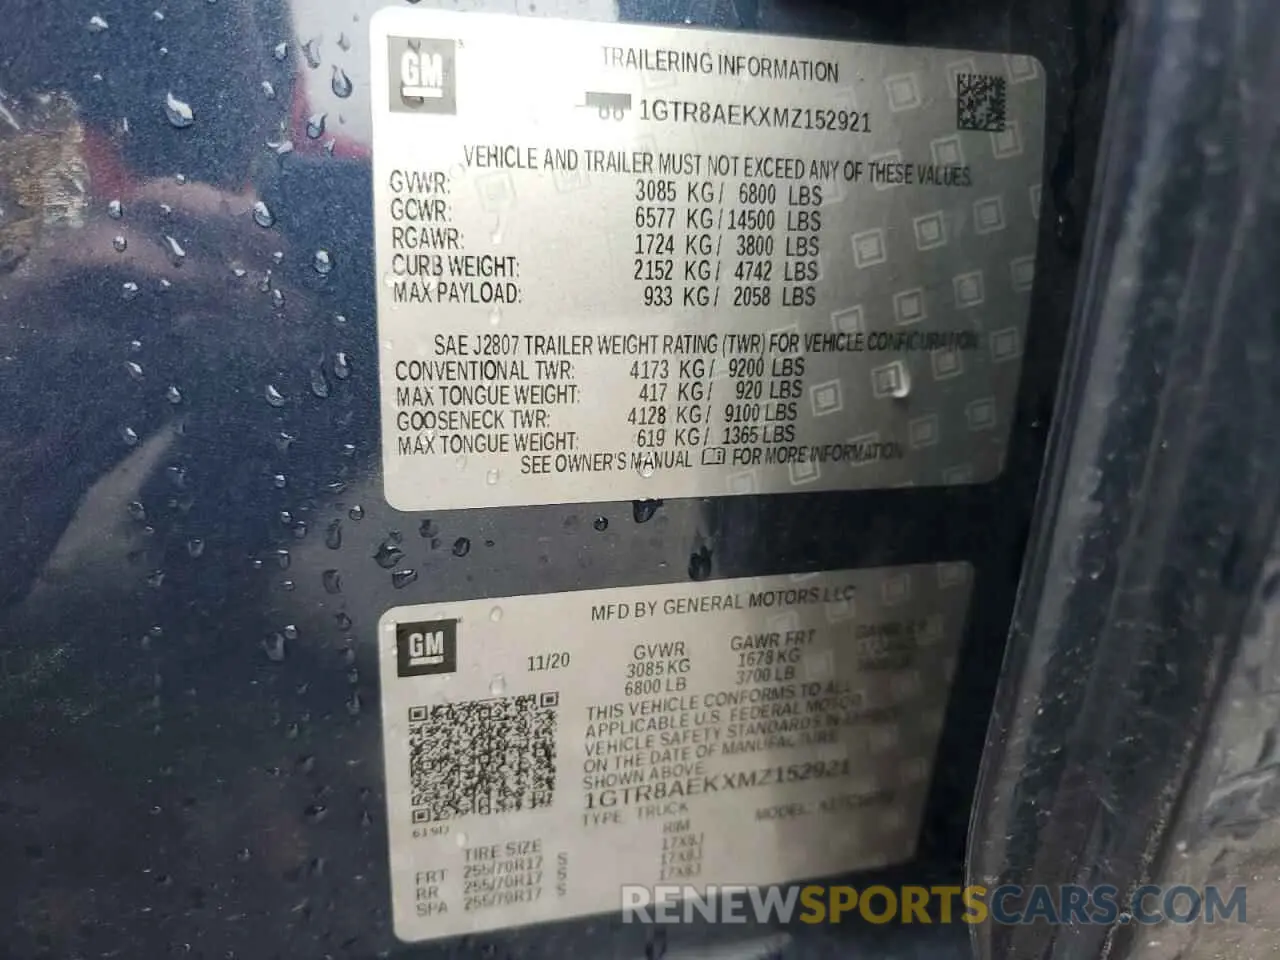 GM
TRAILERING INFORMATION
1GTR8AEKXMZ152921
VEHICLE AND TRAILER MUST NOT EXCEED ANY OF THESE VALUES.
GVWR: 3085 KG/ 6800 LBS
GCWR: 6577 KG/14500 LBS
RGAWR: 1724 KG/ 3800 LBS
CURB WEIGHT: 2152 KG/ 4742 LBS
MAX PAYLOAD: 933 KG/ 2058 LBS
SAE J2807 TRAILER WEIGHT RATING (TWR) FOR VEHICLE CONFIGURATION
CONVENTIONAL TWR: 4173 KG/ 9200 LBS
MAX TONGUE WEIGHT: 417 KG/ 920 LBS
GOOSENECK TWR: 4128 KG/ 9100 LBS
MAX TONGUE WEIGHT: 619 KG/ 1365 LBS
SEE OWNER'S MANUAL FOR MORE INFORMATION
GM
MFD BY GENERAL MOTORS LLC
11/20 GVWR GAWR FRT
3085 KG 1678 KG
6800 LB 3700 LB
THIS VEHICLE CONFORMS TO ALL
APPLICABLE U.S. FEDERAL MOTOR
VEHICLE SAFETY STANDARDS IN EFFECT
ON THE DATE OF MANUFACTURE
SHOWN ABOVE.
1GTR8AEKXMZ152921
TYPE: TRUCK MODEL:
TIRE SIZE RIM
FRT 255/70R17 S 17X8J
RR 255/70R17 S 17X8J
SPA 255/70R17 S 17X8J
RENEWSPORTSCARS.COM